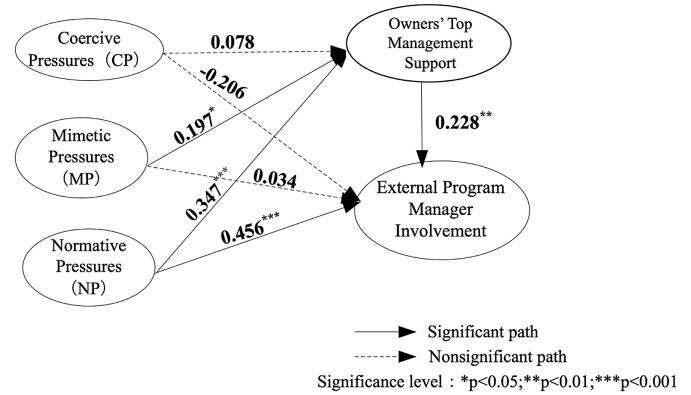 Coercive
Pressures（CP）
Mimetic
Pressures
（MP）
Normative
Pressures
（NP）
0.078
-0.206
0.197*
0.034
0.347***
0.456***
Owners' Top
Management
Support
0.228**
External Program
Manager
Involvement
Significant path
Nonsignificant path
Significance level：*p<0.05;**p<0.01;***p<0.001